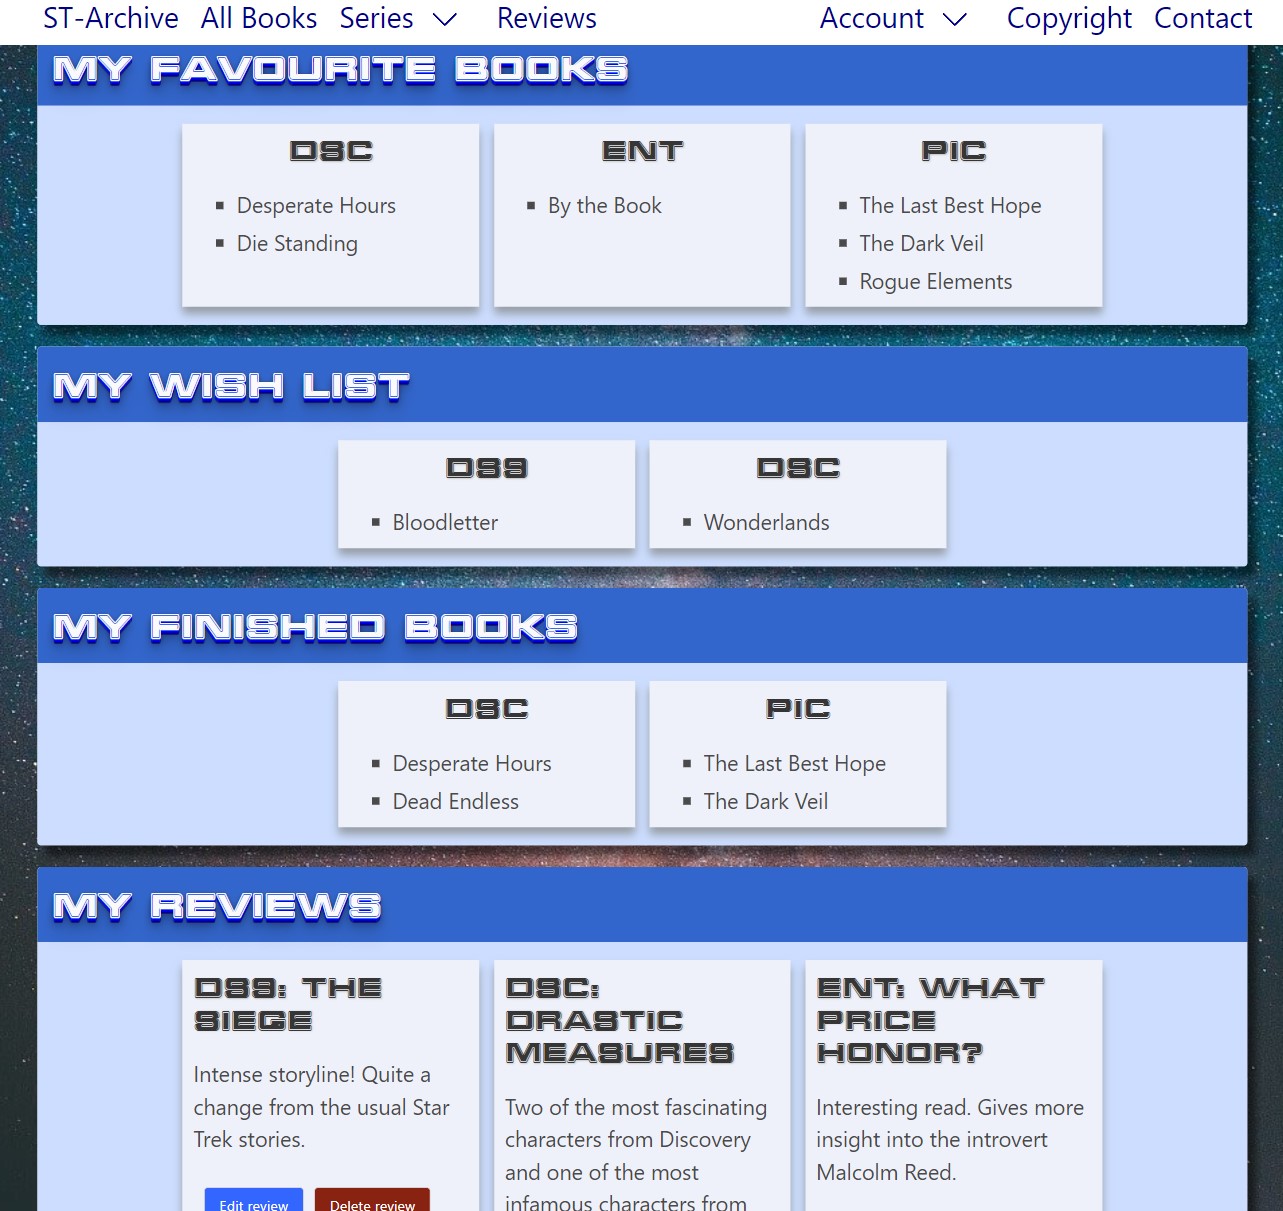 ST-Archive All Books Series Reviews Account Copyright Contact
MY FAVOURITE BOOKS
DSC
Desperate Hours
Die Standing
ENT
By the Book
PIC
The Last Best Hope
The Dark Veil
Rogue Elements
MY WISH LIST
DS9
Bloodletter
DSC
Wonderlands
MY FINISHED BOOKS
DSC
Desperate Hours
Dead Endless
PIC
The Last Best Hope
The Dark Veil
MY REVIEWS
DS9: THE
SIEGE
Intense storyline! Quite a
change from the usual Star
Trek stories.
Edit review Delete review
DSC:
DRASTIC
MEASURES
Two of the most fascinating
characters from Discovery
and one of the most
infamous characters from
ENT: WHAT
PRICE
HONOR?
Interesting read. Gives more
insight into the introvert
Malcolm Reed.